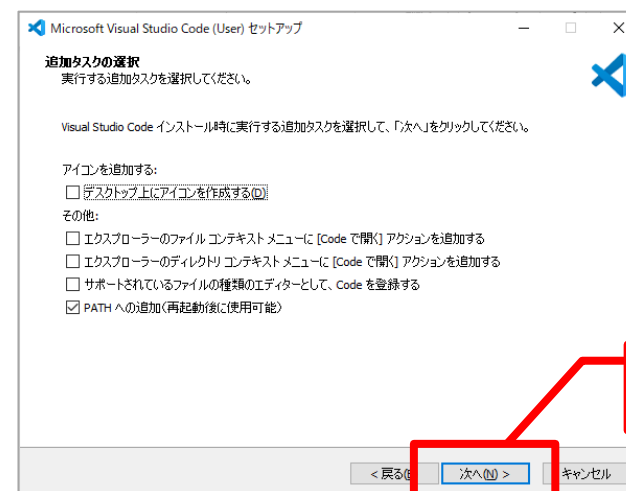 Microsoft Visual Studio Code (User) セットアップ
追加タスクの選択
実行する追加タスクを選択してください。
Visual Studio Code インストール時に実行する追加タスクを選択して、「次へ」をクリックしてください。
アイコンを追加する:
デスクトップ上にアイコンを作成する(D)
その他:
エクスプローラーのファイル コンテキスト メニューに [Code で開く] アクションを追加する
エクスプローラーのディレクトリ コンテキスト メニューに [Code で開く] アクションを追加する
サポートされているファイルの種類のエディターとして、Code を登録する
PATH への追加(再起動後に使用可能)
< 戻る( 次へ(N) > キャンセル